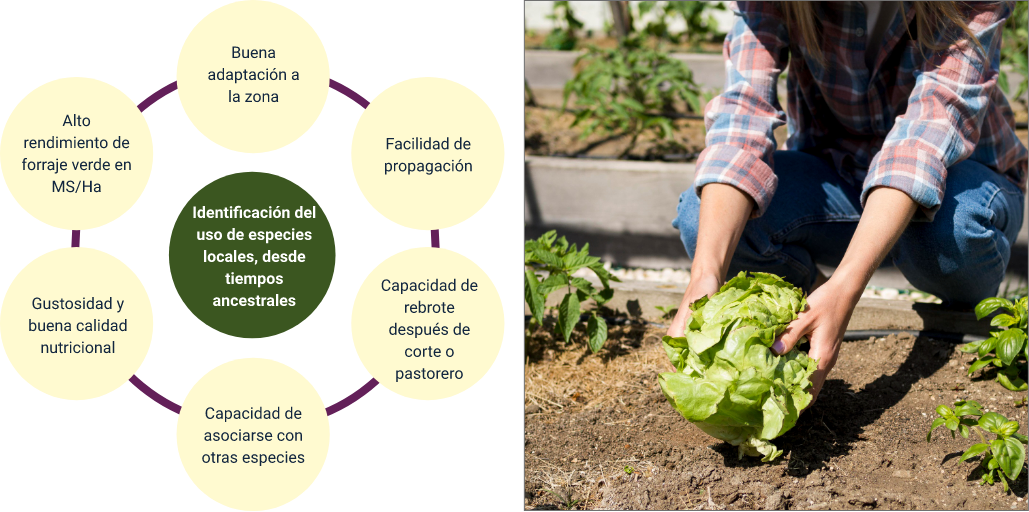 Buena
adaptación a
la zona
Facilidad de
propagación
Capacidad de
rebrote
después de
corte o
pastorero
Capacidad de
asociarse con
otras especies
Gustosidad y
buena calidad
nutricional
Alto
rendimiento de
forraje verde en
MS/Ha
Identificación del
uso de especies
locales, desde
tiempos
ancestrales